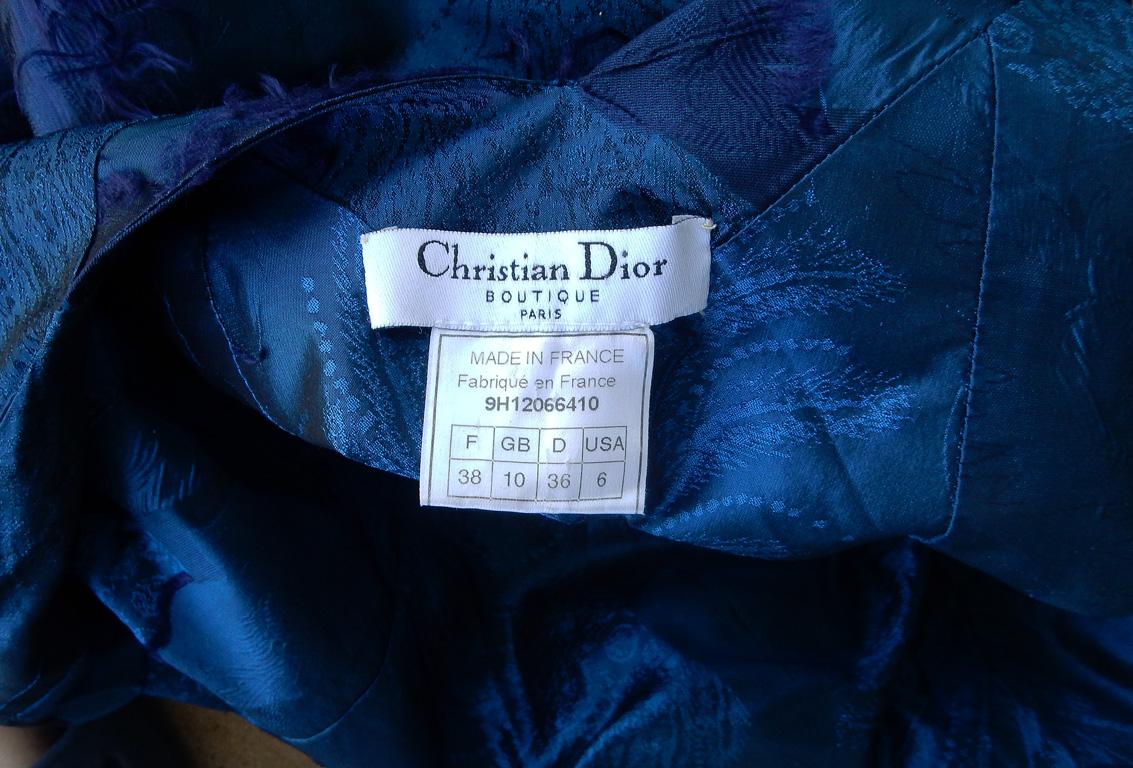 Christian Dior
BOUTIQUE
PARIS
MADE IN FRANCE
Fabriqué en France
9H12066410
F GB D USA
38 10 36 6